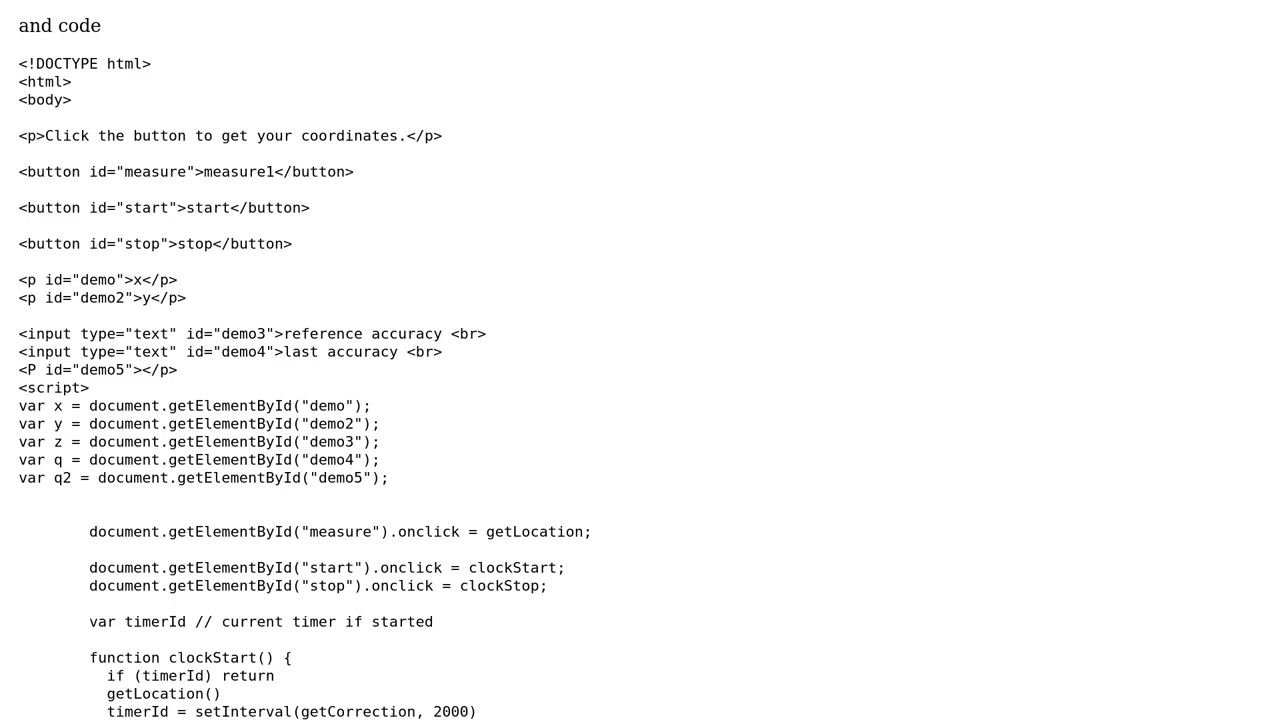 and code
<!DOCTYPE html>
<html>
<body>
<p>Click the button to get your coordinates.</p>
<button id="measure">measure1</button>
<button id="start">start</button>
<button id="stop">stop</button>
<p id="demo">x</p>
<p id="demo2">y</p>
<input type="text" id="demo3">reference accuracy <br>
<input type="text" id="demo4">last accuracy <br>
<P id="demo5"></p>
<script>
var x = document.getElementById("demo");
var y = document.getElementById("demo2");
var z = document.getElementById("demo3");
var q = document.getElementById("demo4");
var q2 = document.getElementById("demo5");
document.getElementById("measure").onclick = getLocation;
document.getElementById("start").onclick = clockStart;
document.getElementById("stop").onclick = clockStop;
var timerId // current timer if started
function clockStart() {
if (timerId) return
getLocation()
timerId = setInterval(getCorrection, 2000)